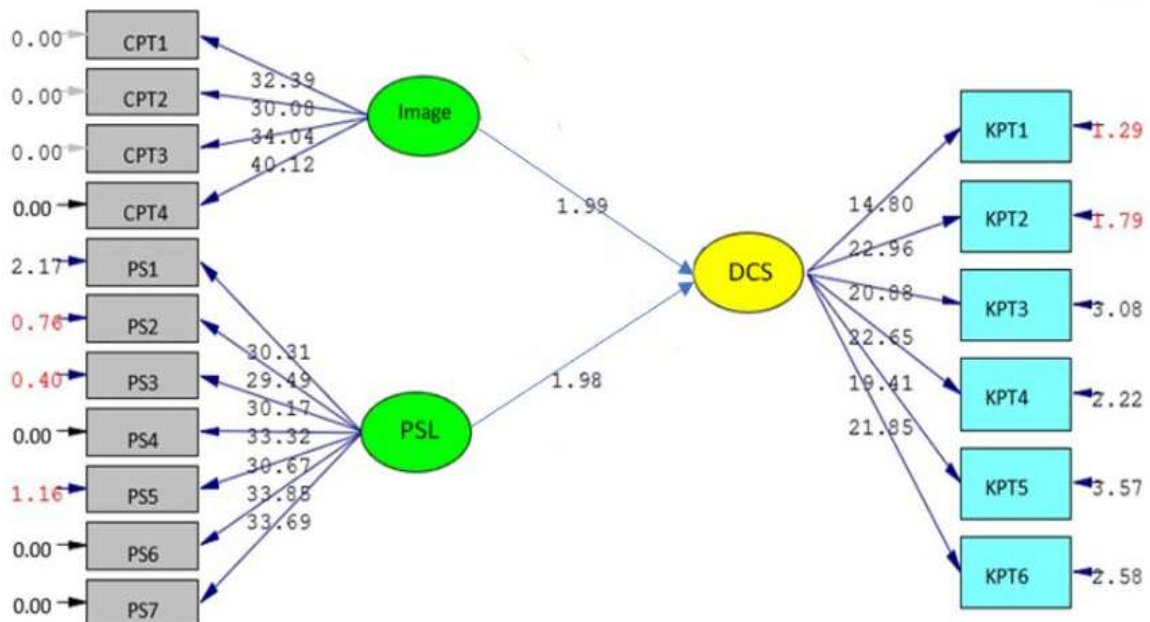 0.00 CPT1
0.00 CPT2
0.00 CPT3
0.00 CPT4
2.17 PS1
0.76 PS2
0.40 PS3
0.00 PS4
1.16 PS5
0.00 PS6
0.00 PS7
32.39
30.08
34.04
40.12
30.31
29.49
30.17
33.32
30.67
33.85
33.69
Image
PSL
1.99
1.98
DCS
14.80
22.96
20.88
22.65
19.41
21.85
KPT1 1.29
KPT2 1.79
KPT3 3.08
KPT4 2.22
KPT5 3.57
KPT6 2.58